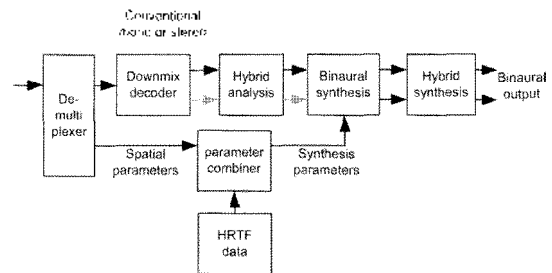 Conventional
mono or stereo
De-
multi
plexer
Downmix
decoder
Hybrid
analysis
Binaural
synthesis
Hybrid
synthesis
Binaural
output
Spatial
parameters
parameter
combiner
Synthesis
parameters
HRTF
data